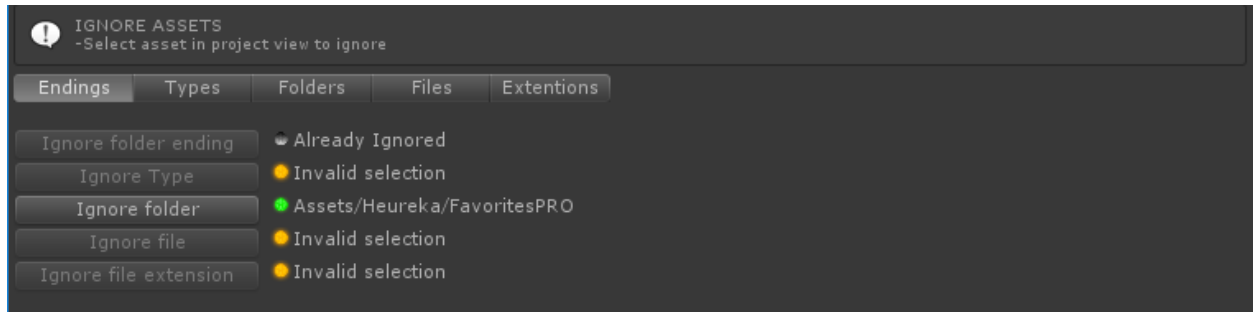 IGNORE ASSETS
-Select asset in project view to ignore
Endings Types Folders Files Extentions
Ignore folder ending Already Ignored
Ignore Type Invalid selection
Ignore folder Assets/Heureka/FavoritesPRO
Ignore file Invalid selection
Ignore file extension Invalid selection